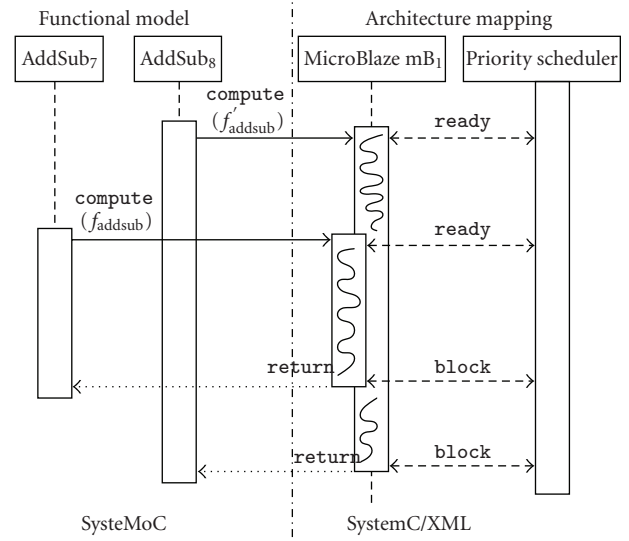 Functional model
Architecture mapping
AddSub7
AddSub8
MicroBlaze mB1
Priority scheduler
compute
(f'addsub)
ready
compute
(faddsub)
ready
return
block
return
block
SysteMoC
SystemC/XML